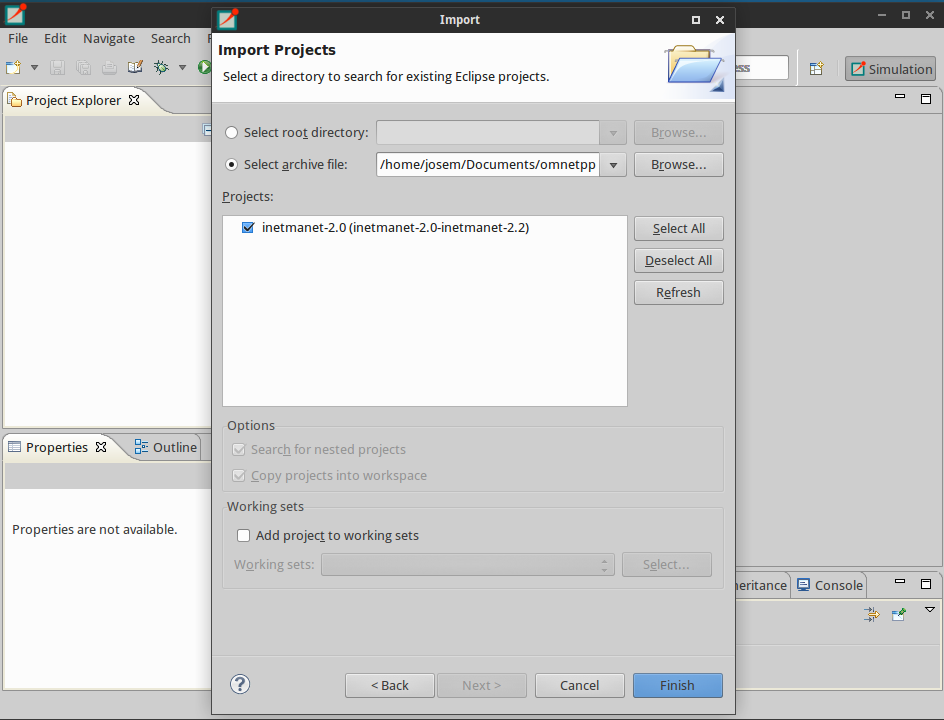 Import
File Edit Navigate Search
Import Projects
Select a directory to search for existing Eclipse projects.
Simulation
Project Explorer
Select root directory:
Browse...
Select archive file:
/home/josem/Documents/omnetpp
Browse...
Projects:
inetmanet-2.0 (inetmanet-2.0-inetmanet-2.2)
Select All
Deselect All
Refresh
Options
Search for nested projects
Copy projects into workspace
Properties
Outline
Properties are not available.
Working sets
Add project to working sets
Working sets:
Select...
heritance
Console
?
< Back
Next >
Cancel
Finish